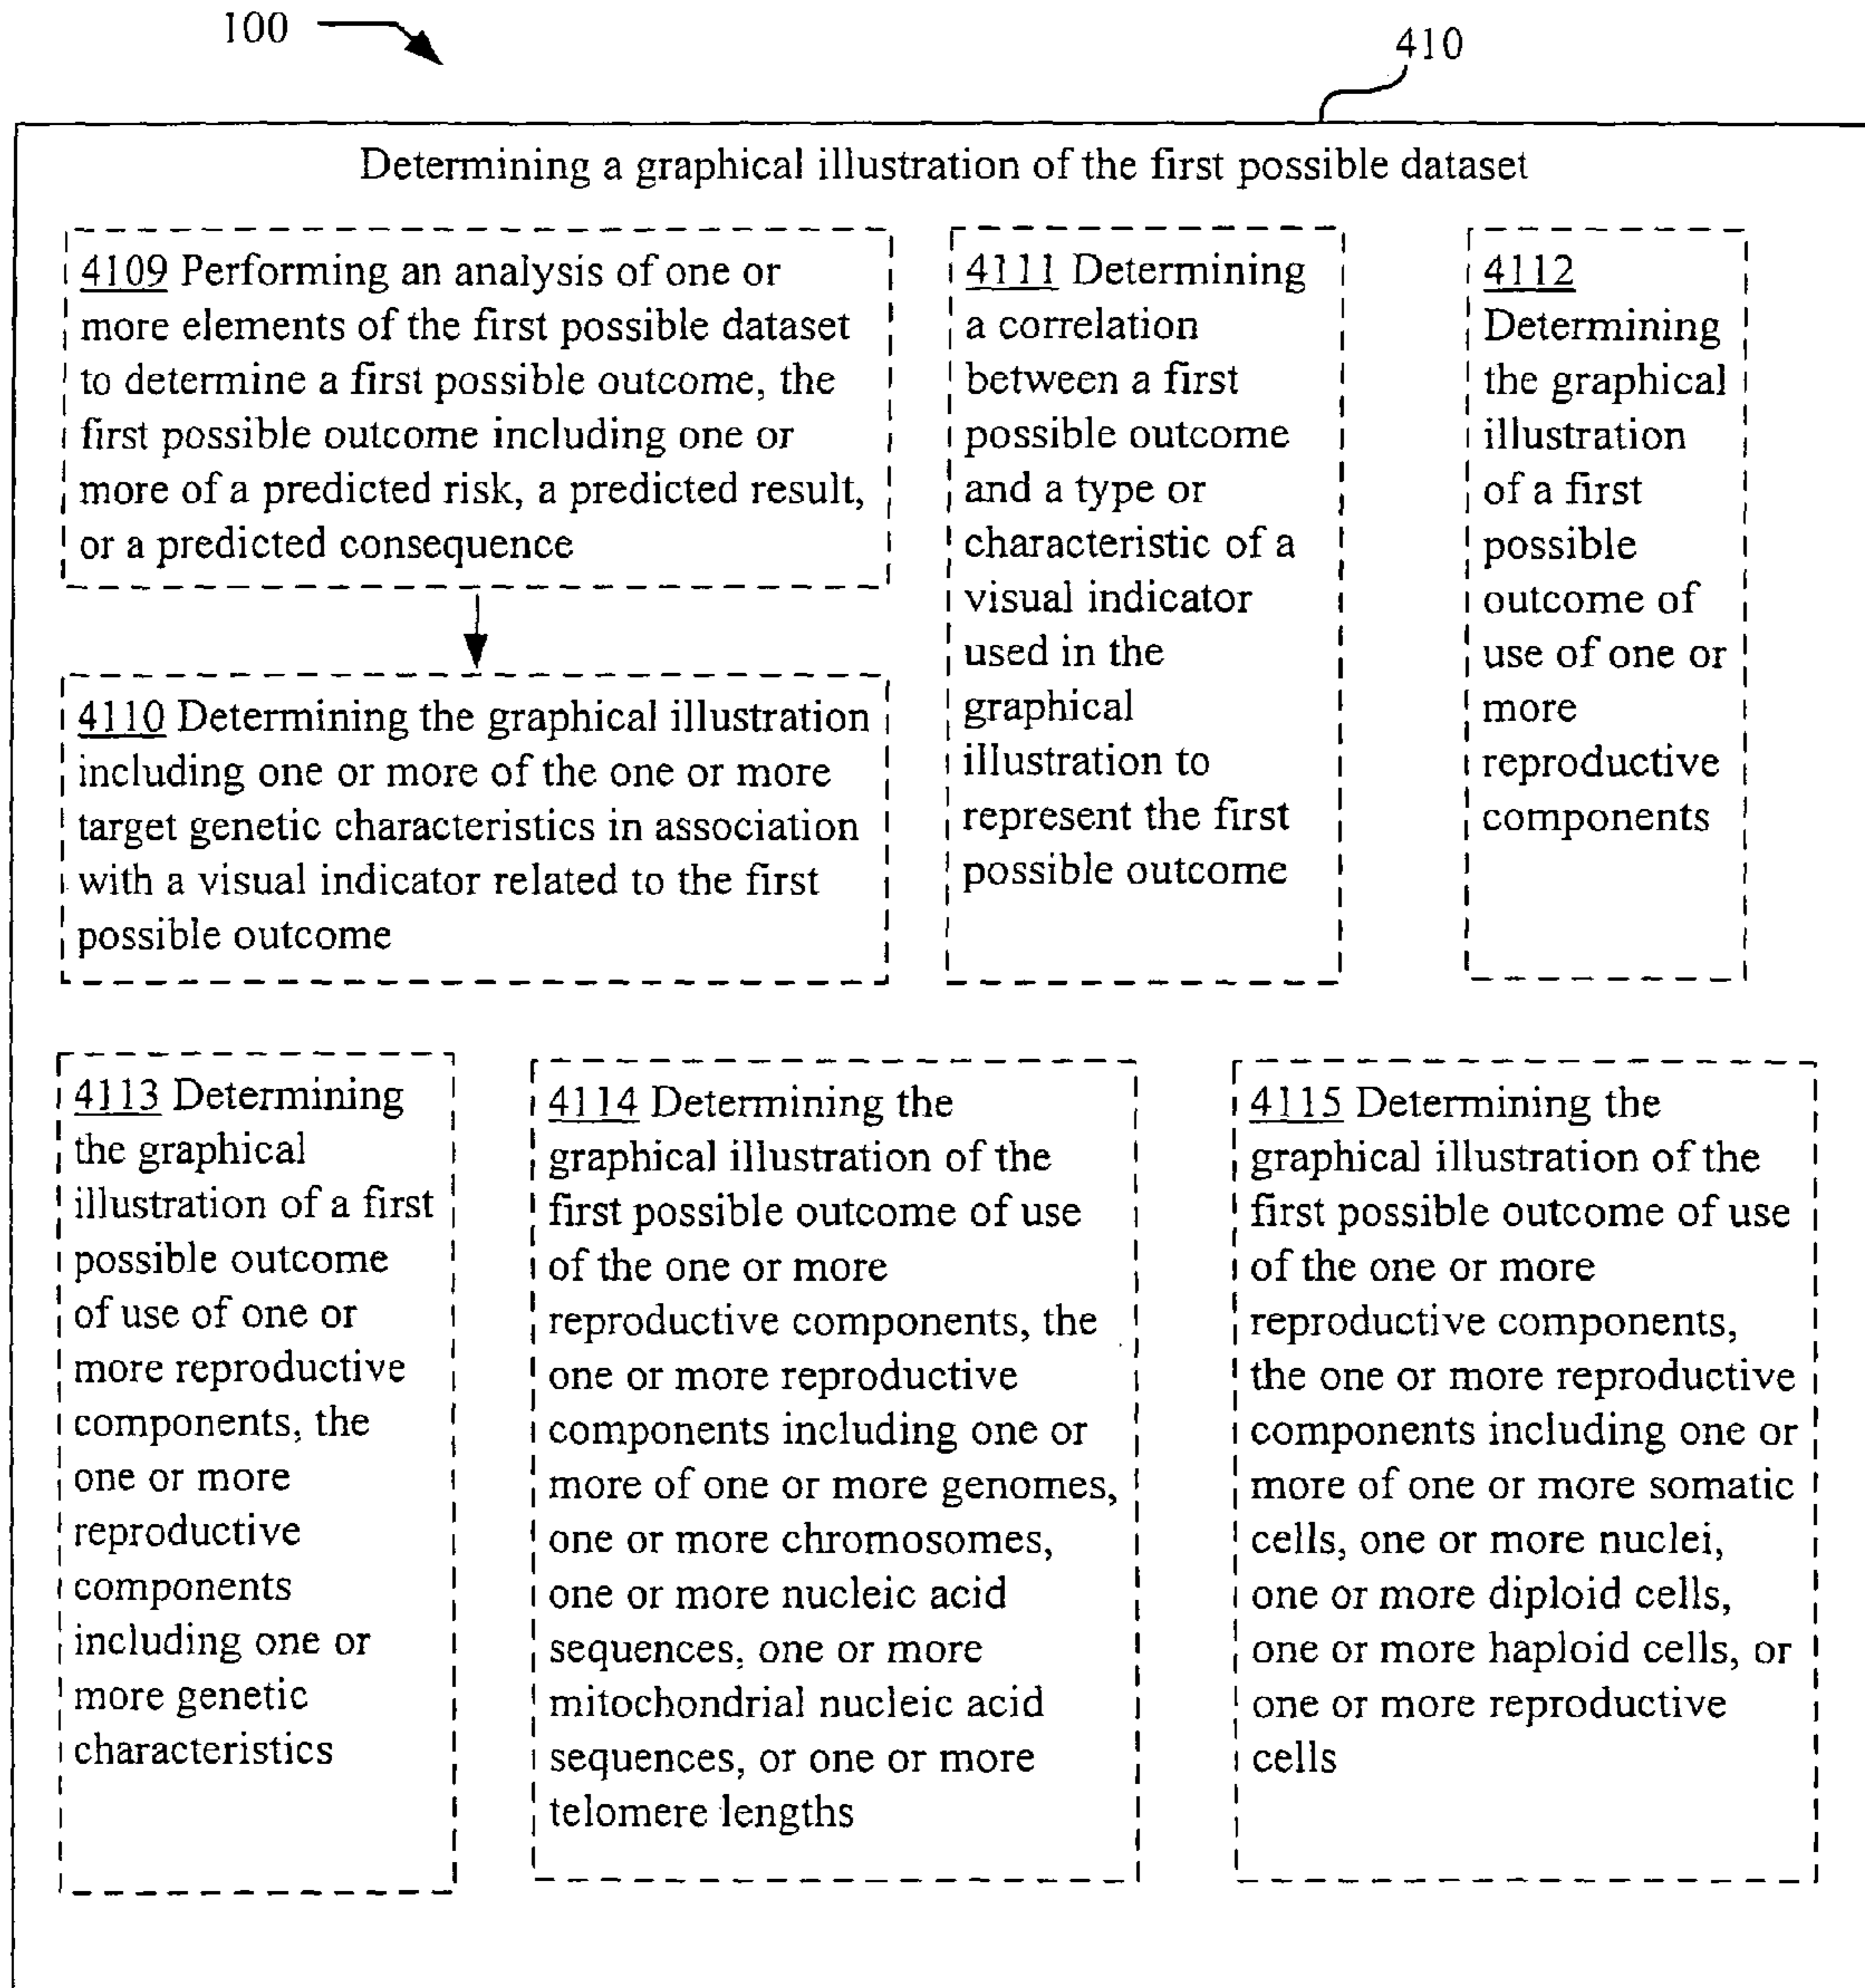 100
410
Determining a graphical illustration of the first possible dataset
4109 Performing an analysis of one or
more elements of the first possible dataset
to determine a first possible outcome, the
first possible outcome including one or
more of a predicted risk, a predicted result,
or a predicted consequence
4110 Determining the graphical illustration
including one or more of the one or more
target genetic characteristics in association
with a visual indicator related to the first
possible outcome
4111 Determining
a correlation
between a first
possible outcome
and a type or
characteristic of a
visual indicator
used in the
graphical
illustration to
represent the first
possible outcome
4112
Determining
the graphical
illustration
of a first
possible
outcome of
use of one or
more
reproductive
components
4113 Determining
the graphical
illustration of a first
possible outcome
of use of one or
more reproductive
components, the
one or more
reproductive
components
including one or
more genetic
characteristics
4114 Determining the
graphical illustration of the
first possible outcome of use
of the one or more
reproductive components, the
one or more reproductive
components including one or
more of one or more genomes,
one or more chromosomes,
one or more nucleic acid
sequences, one or more
mitochondrial nucleic acid
sequences, or one or more
telomere lengths
4115 Determining the
graphical illustration of the
first possible outcome of use
of the one or more
reproductive components,
the one or more reproductive
components including one or
more of one or more somatic
cells, one or more nuclei,
one or more diploid cells,
one or more haploid cells, or
one or more reproductive
cells